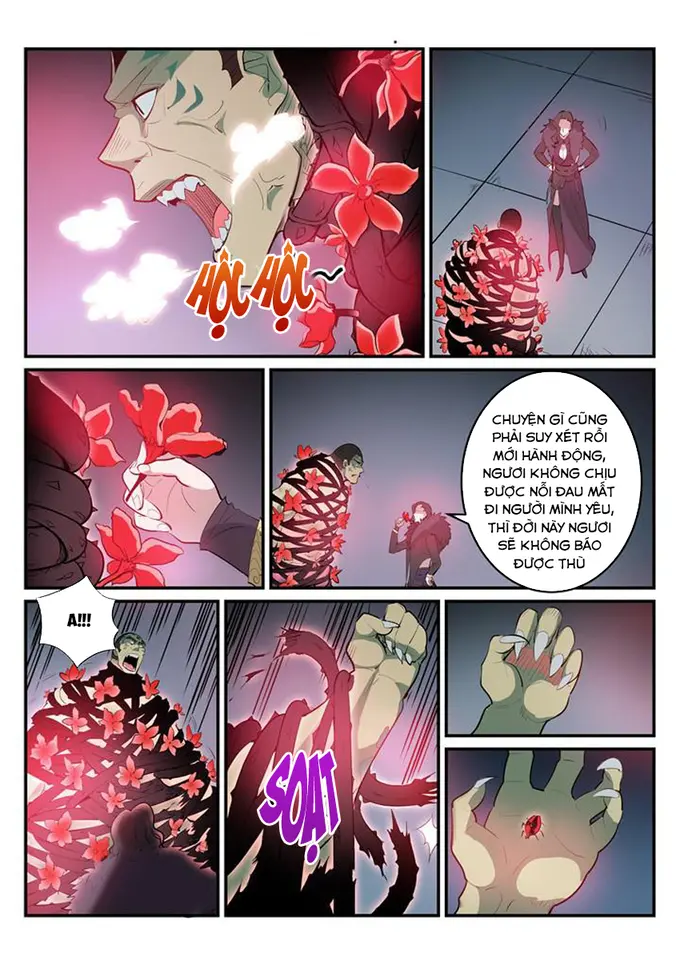 HỘC HỘC ~
CHUYỆN GÌ CŨNG
PHẢI SUY XÉT RỒI
MỚI HÀNH ĐỘNG,
NGƯƠI KHÔNG CHỊU
ĐƯỢC NỖI ĐAU MẤT
ĐI NGƯỜI MÌNH YÊU,
THÌ ĐỜI NÀY NGƯƠI
SẼ KHÔNG BÁO
ĐƯỢC THÙ
A!!!
SOẠT